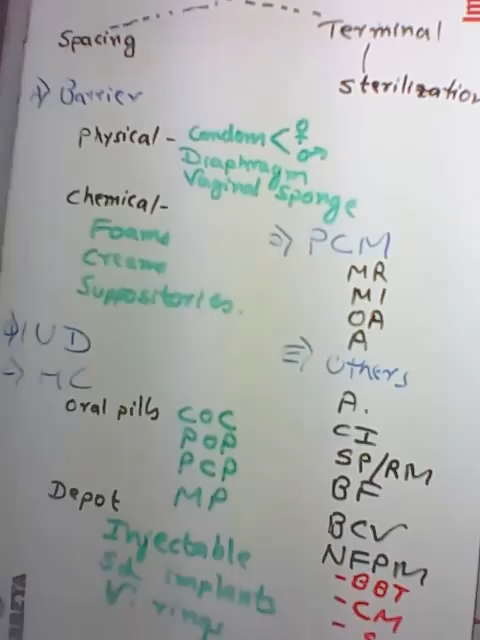 Spacing
Terminal
sterilization
Barrier
Physical - Condom < ♀ ♂
Diaphragm
Vaginal Sponge
Chemical -
Foams
Creams
Suppositories.
IUD
HC
Oral pills COC
POP
PCP
MP
Depot
Injectable
Sd implants
V. rings
⇒ PCM
MR
MI
OA
A
Others
A.
CI
SP/RM
BF
BCV
NFPM
- BBT
- CM